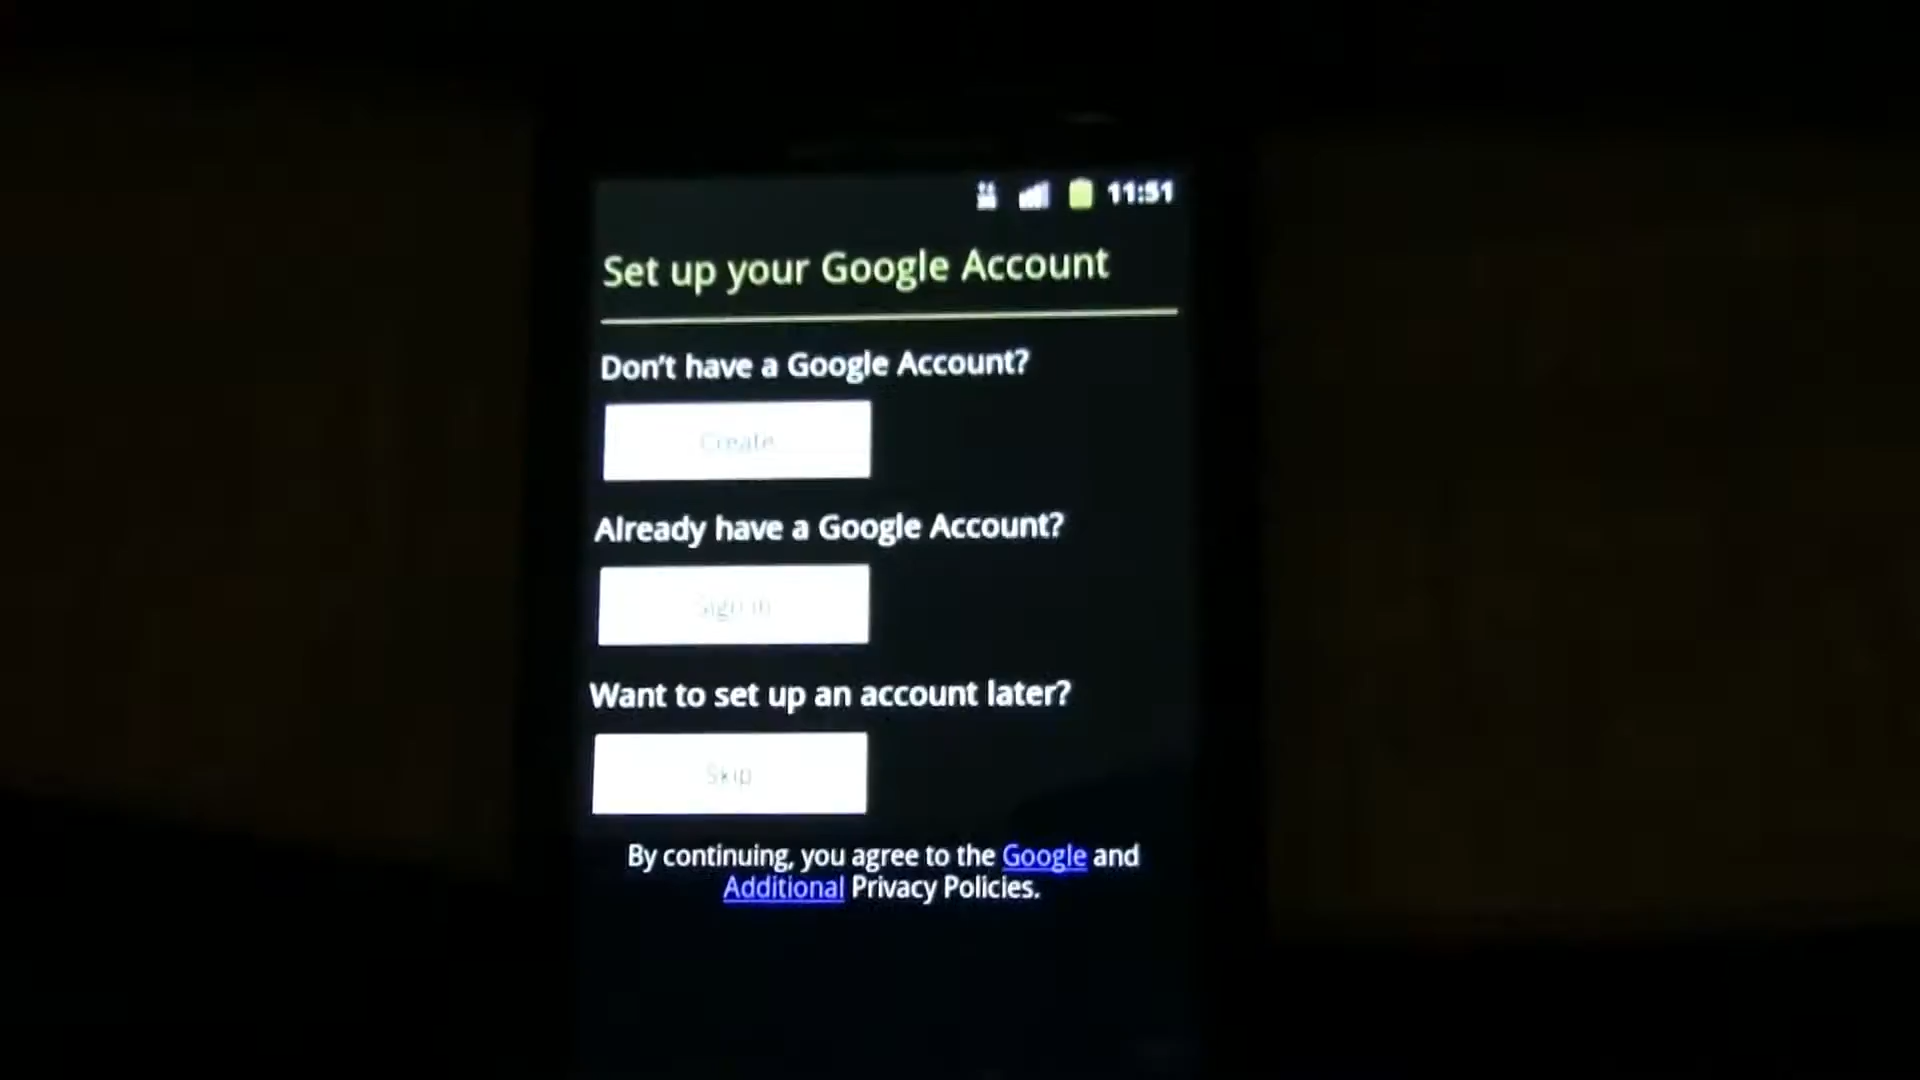 11:51
Set up your Google Account
Don't have a Google Account?
Create
Already have a Google Account?
Sign in
Want to set up an account later?
Skip
By continuing, you agree to the Google and
Additional Privacy Policies.